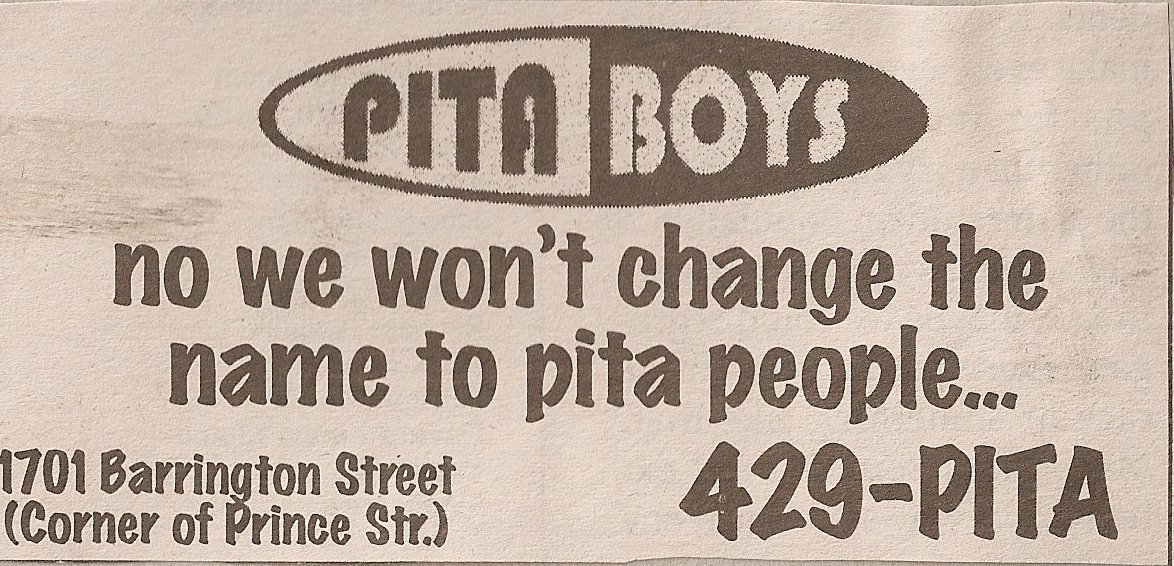 PITA BOYS
no we won't change the
name to pita people...
1701 Barrington Street
(Corner of Prince Str.)
429-PITA